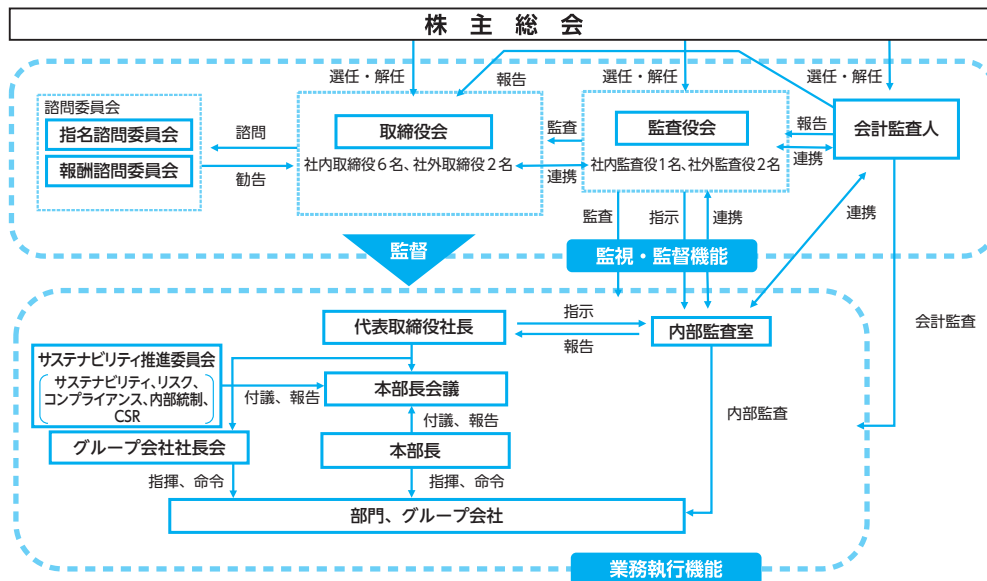 株主総会
選任・解任
報告
選任・解任
選任・解任
諮問委員会
指名諮問委員会
報酬諮問委員会
諮問
勧告
取締役会
社内取締役6名、社外取締役2名
監査
連携
監査役会
社内監査役1名、社外監査役2名
報告
連携
会計監査人
監査
指示
連携
連携
監督
監視・監督機能
会計監査
代表取締役社長
指示
報告
内部監査室
サステナビリティ推進委員会
サステナビリティ、リスク、
コンプライアンス、内部統制、
CSR
付議、報告
本部長会議
付議、報告
内部監査
グループ会社社長会
本部長
指揮、命令
指揮、命令
部門、グループ会社
業務執行機能